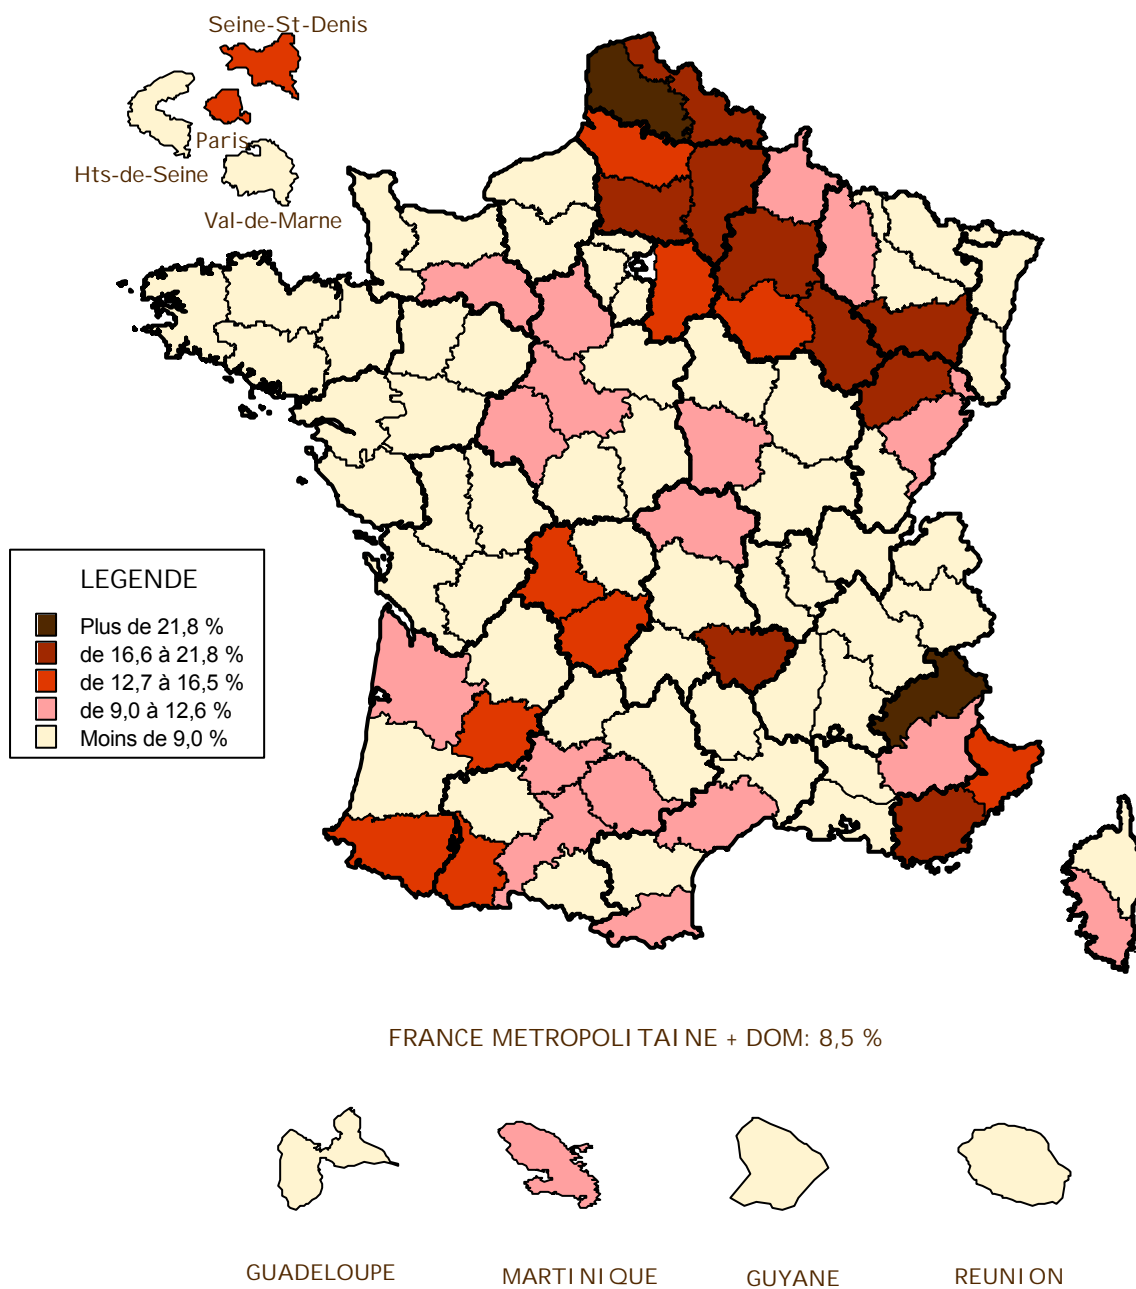 Seine-St-Denis
Paris
Hts-de-Seine
Val-de-Marne
LEGENDE
Plus de 21,8 %
de 16,6 à 21,8 %
de 12,7 à 16,5 %
de 9,0 à 12,6 %
Moins de 9,0 %
FRANCE METROPOLITAINE + DOM: 8,5 %
GUADELOUPE
MARTINIQUE
GUYANE
REUNION